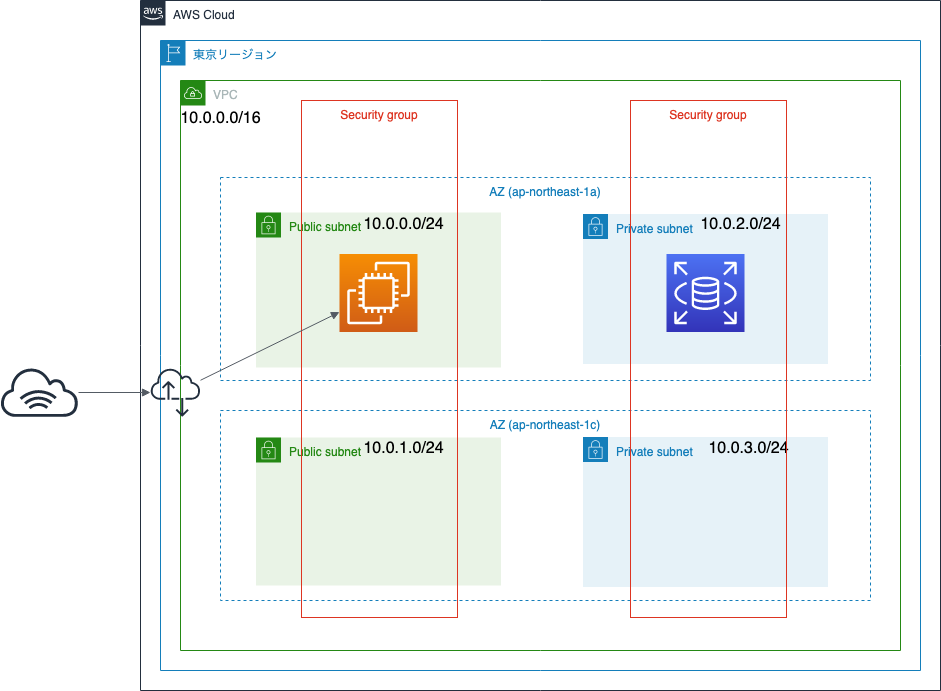 aws
AWS Cloud
東京リージョン
VPC
10.0.0.0/16
Security group
Security group
AZ (ap-northeast-1a)
Public subnet 10.0.0.0/24
Private subnet 10.0.2.0/24
AZ (ap-northeast-1c)
Public subnet 10.0.1.0/24
Private subnet 10.0.3.0/24